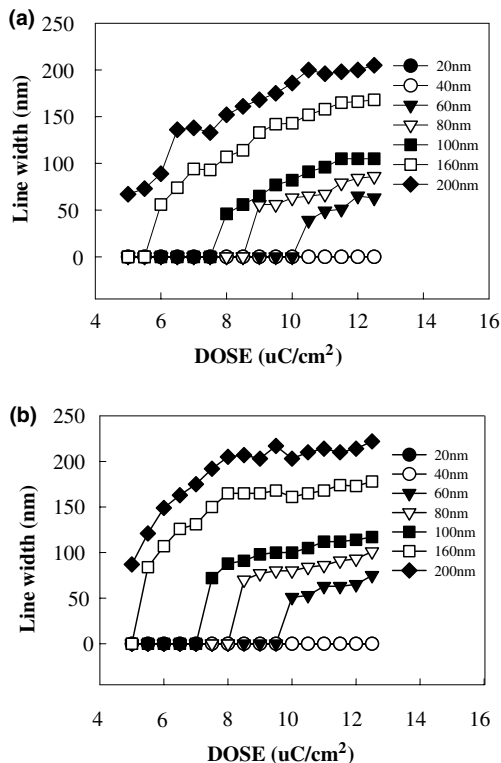 (a)
250
200
150
100
50
0
Line width (nm)
20nm
40nm
60nm
80nm
100nm
160nm
200nm
4 6 8 10 12 14 16
DOSE (uC/cm²)
(b)
250
200
150
100
50
0
Line width (nm)
20nm
40nm
60nm
80nm
100nm
160nm
200nm
4 6 8 10 12 14 16
DOSE (uC/cm²)